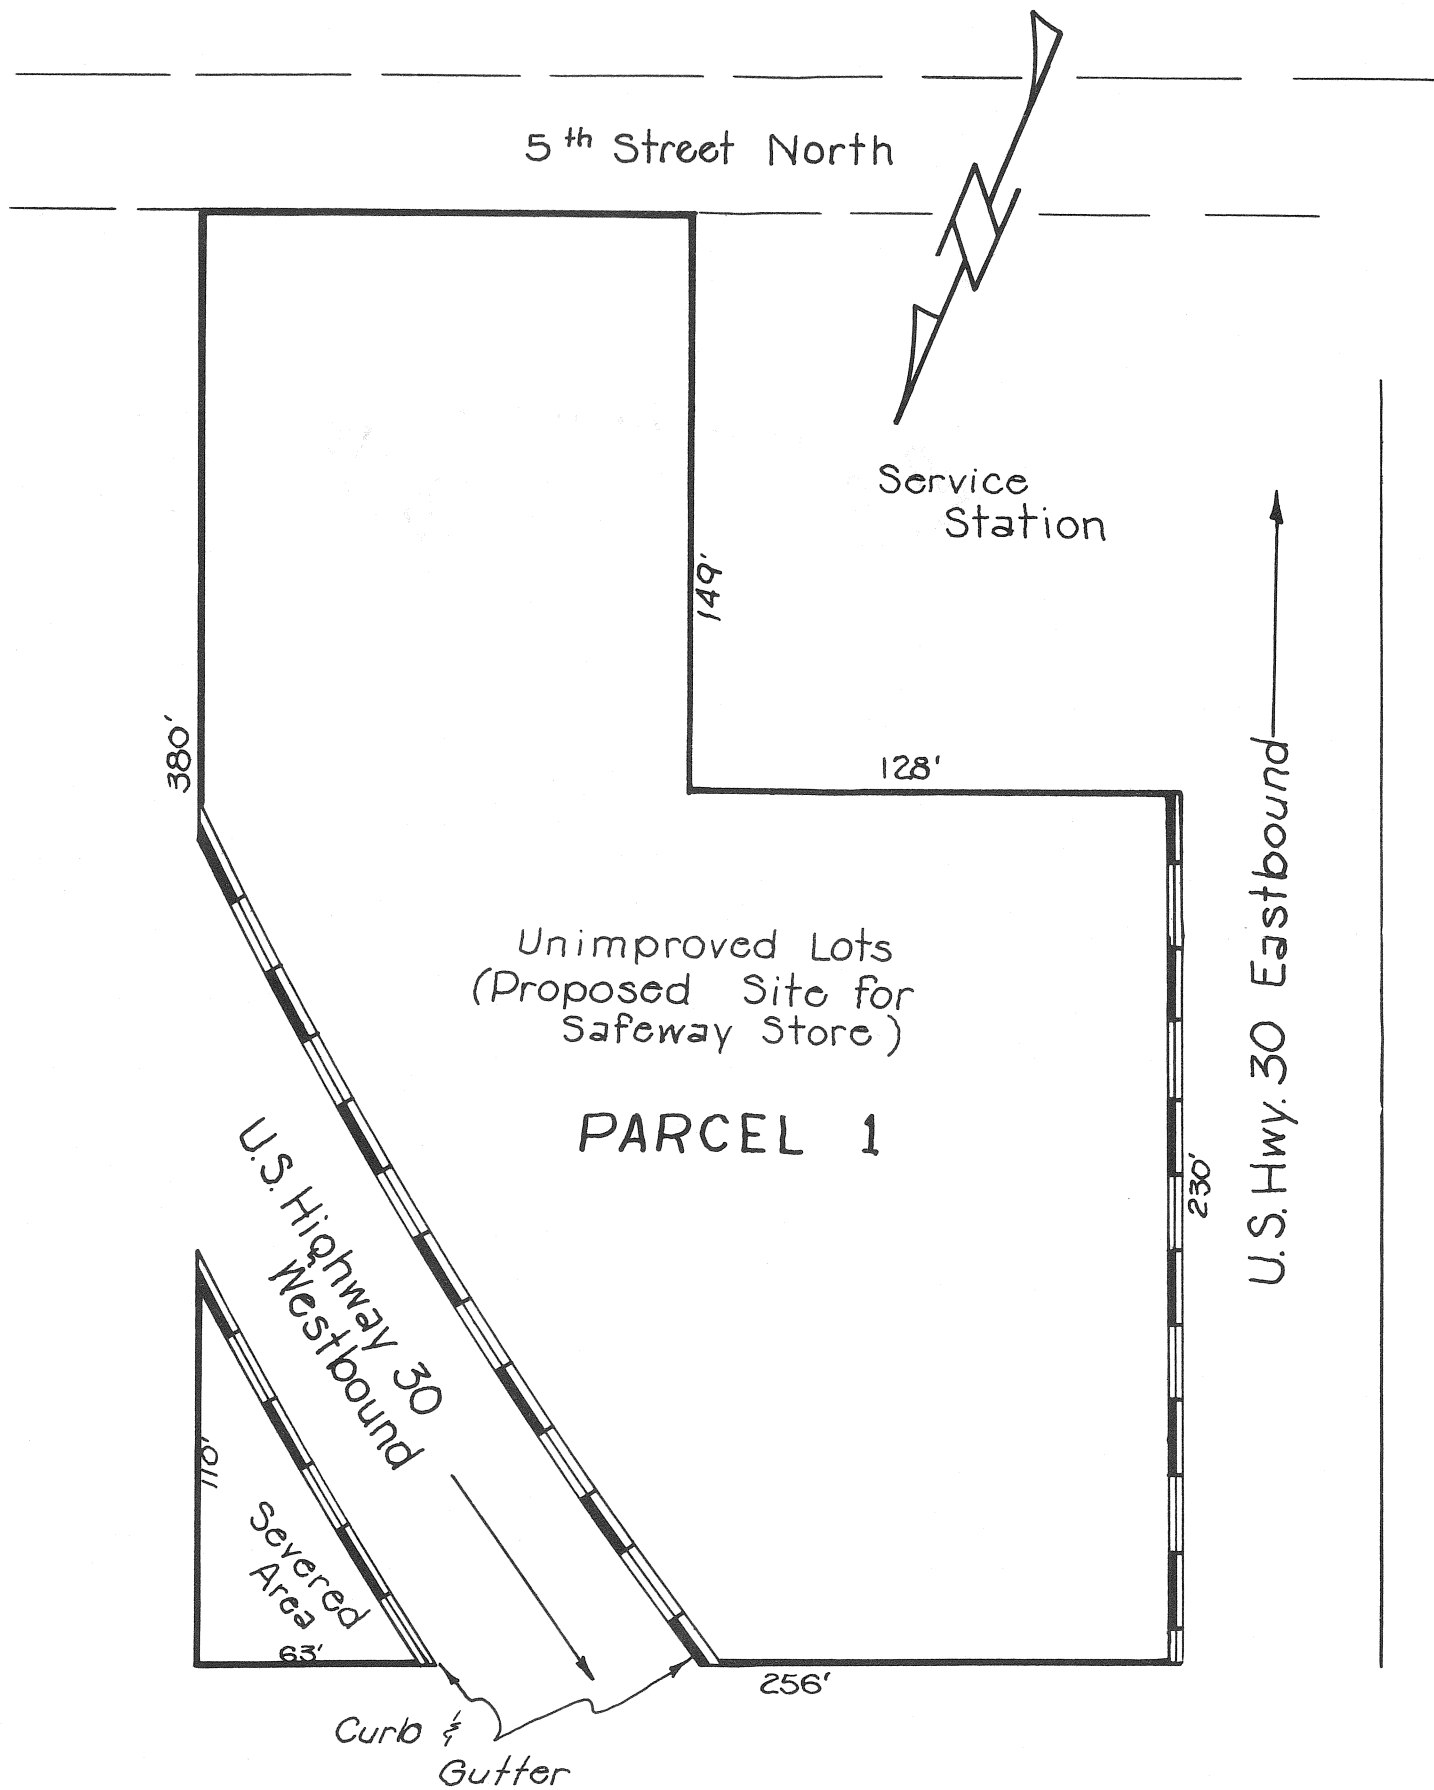 5th Street North
Service
Station
149'
380'
128'
Unimproved Lots
(Proposed Site for
Safeway Store)
PARCEL 1
U.S. Hwy. 30 Eastbound
230'
U.S. Highway 30
Westbound
110'
Severed
Area
63'
256'
Curb &
Gutter